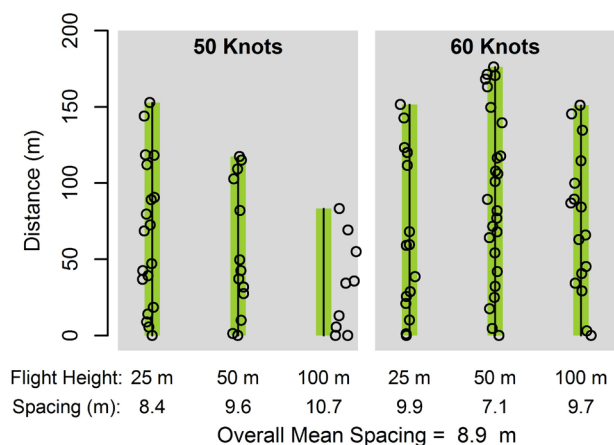 50 Knots 60 Knots
200
150
100
50
0
Distance (m)
Flight Height: 25 m 50 m 100 m 25 m 50 m 100 m
Spacing (m): 8.4 9.6 10.7 9.9 7.1 9.7
Overall Mean Spacing = 8.9 m